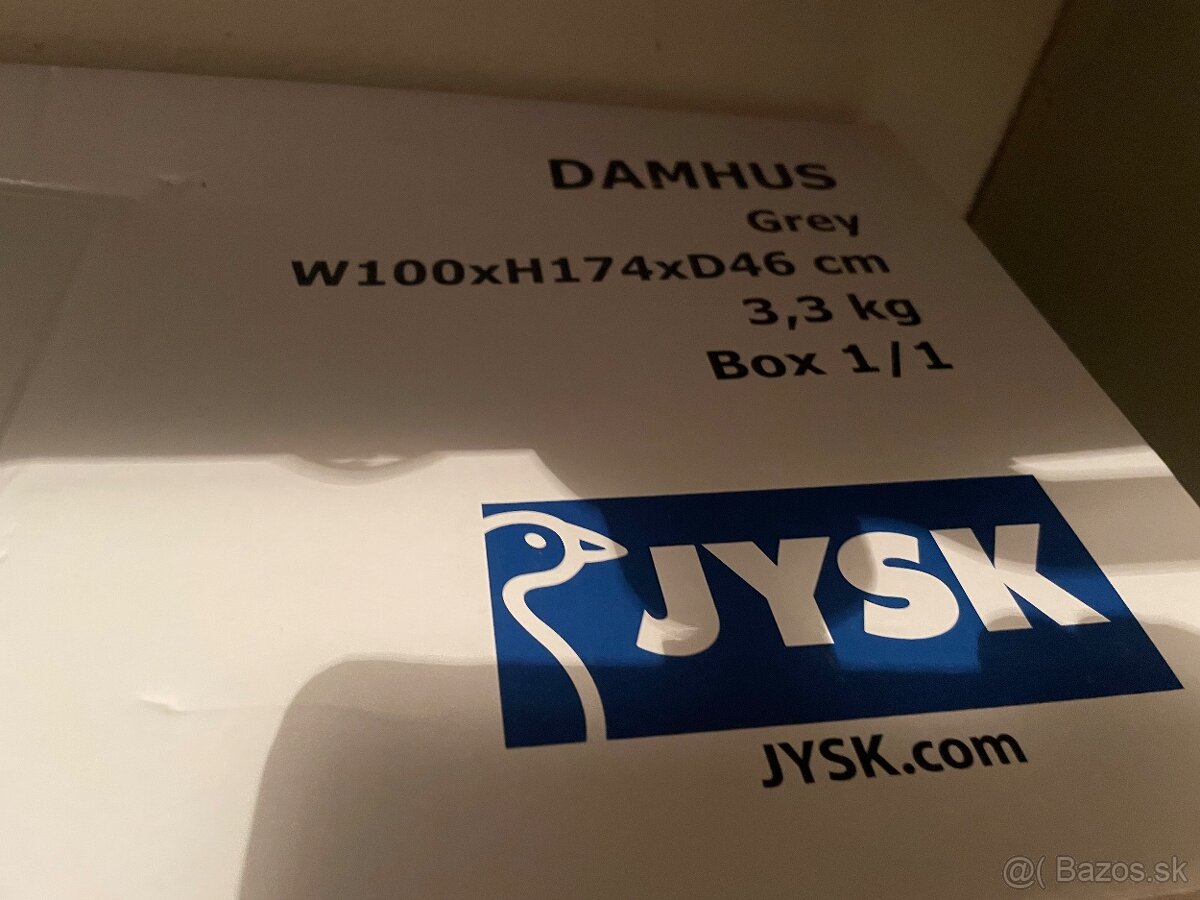 DAMHUS
Grey
W100xH174xD46 cm
3,3 kg
Box 1/1
JYSK
JYSK.com
@( Bazos.sk